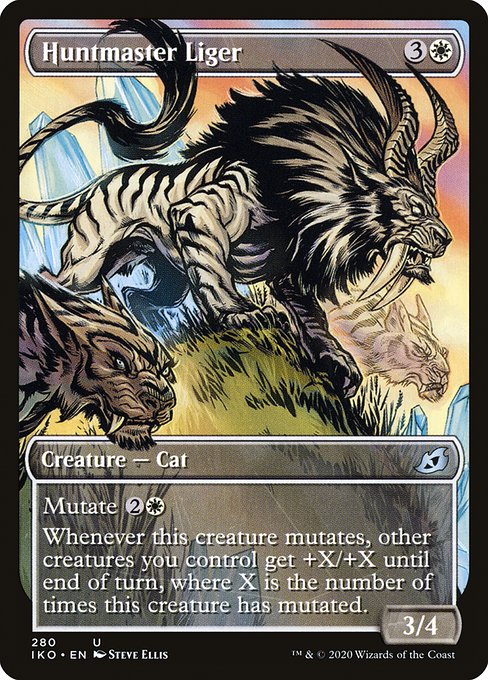 Huntmaster Liger 3
Creature — Cat
Mutate 2
Whenever this creature mutates, other
creatures you control get +X/+X until
end of turn, where X is the number of
times this creature has mutated.
3/4
280 U
IKO • EN Steve Ellis ™ & © 2020 Wizards of the Coast